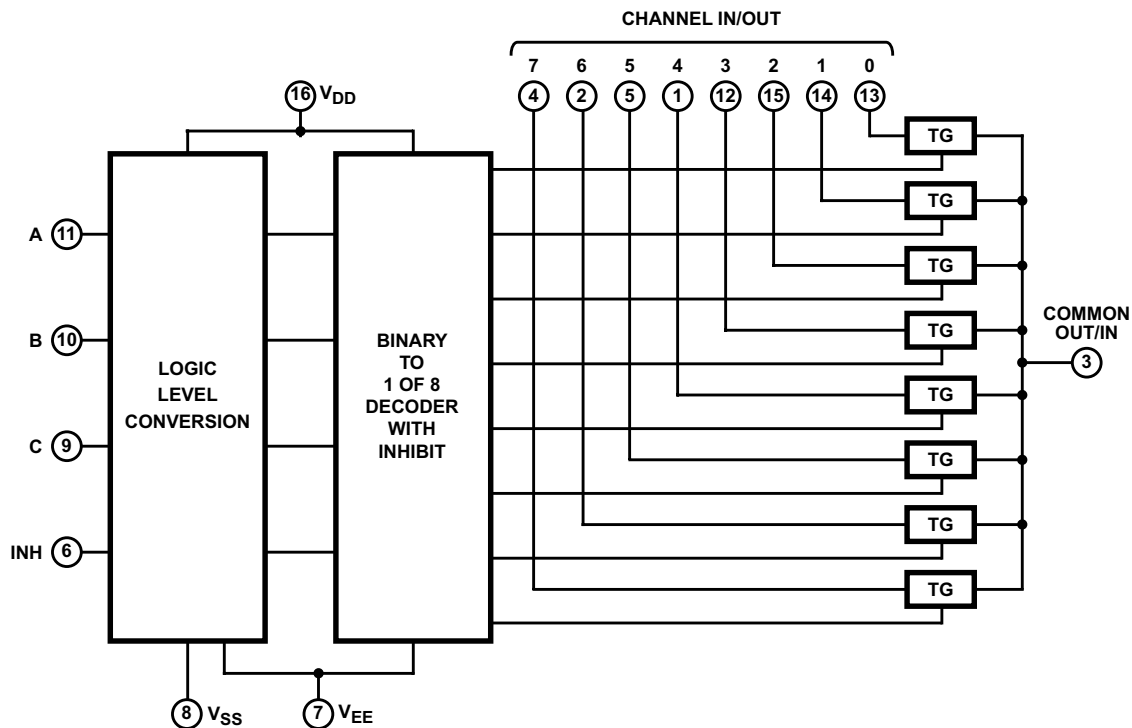 CHANNEL IN/OUT
7 6 5 4 3 2 1 0
4 2 5 1 12 15 14 13
16 VDD
TG
TG
TG
TG
TG
TG
TG
TG
A 11
B 10
C 9
INH 6
LOGIC
LEVEL
CONVERSION
BINARY
TO
1 OF 8
DECODER
WITH
INHIBIT
COMMON
OUT/IN
3
8 VSS
7 VEE